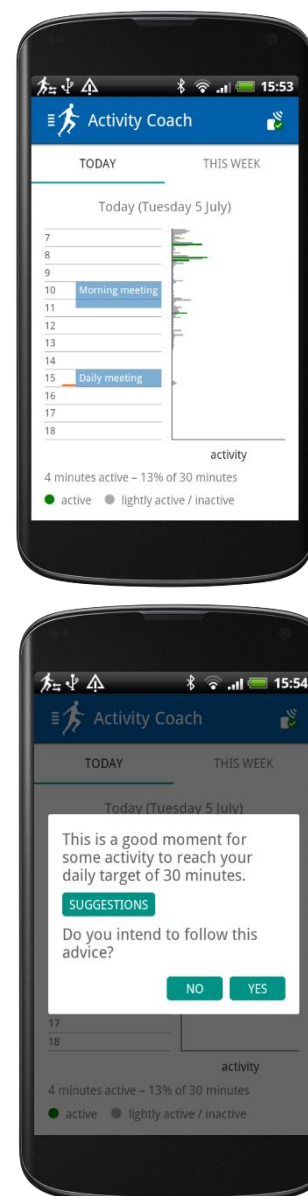 15:53
Activity Coach
TODAY THIS WEEK
Today (Tuesday 5 July)
7
8
9
10 Morning meeting
11
12
13
14
15 Daily meeting
16
17
18
activity
4 minutes active – 13% of 30 minutes
active lightly active / inactive
15:54
Activity Coach
TODAY THIS WEEK
Today (Tuesday 5 July)
This is a good moment for
some activity to reach your
daily target of 30 minutes.
SUGGESTIONS
Do you intend to follow this
advice?
NO YES
17
18
activity
4 minutes active – 13% of 30 minutes
active lightly active / inactive